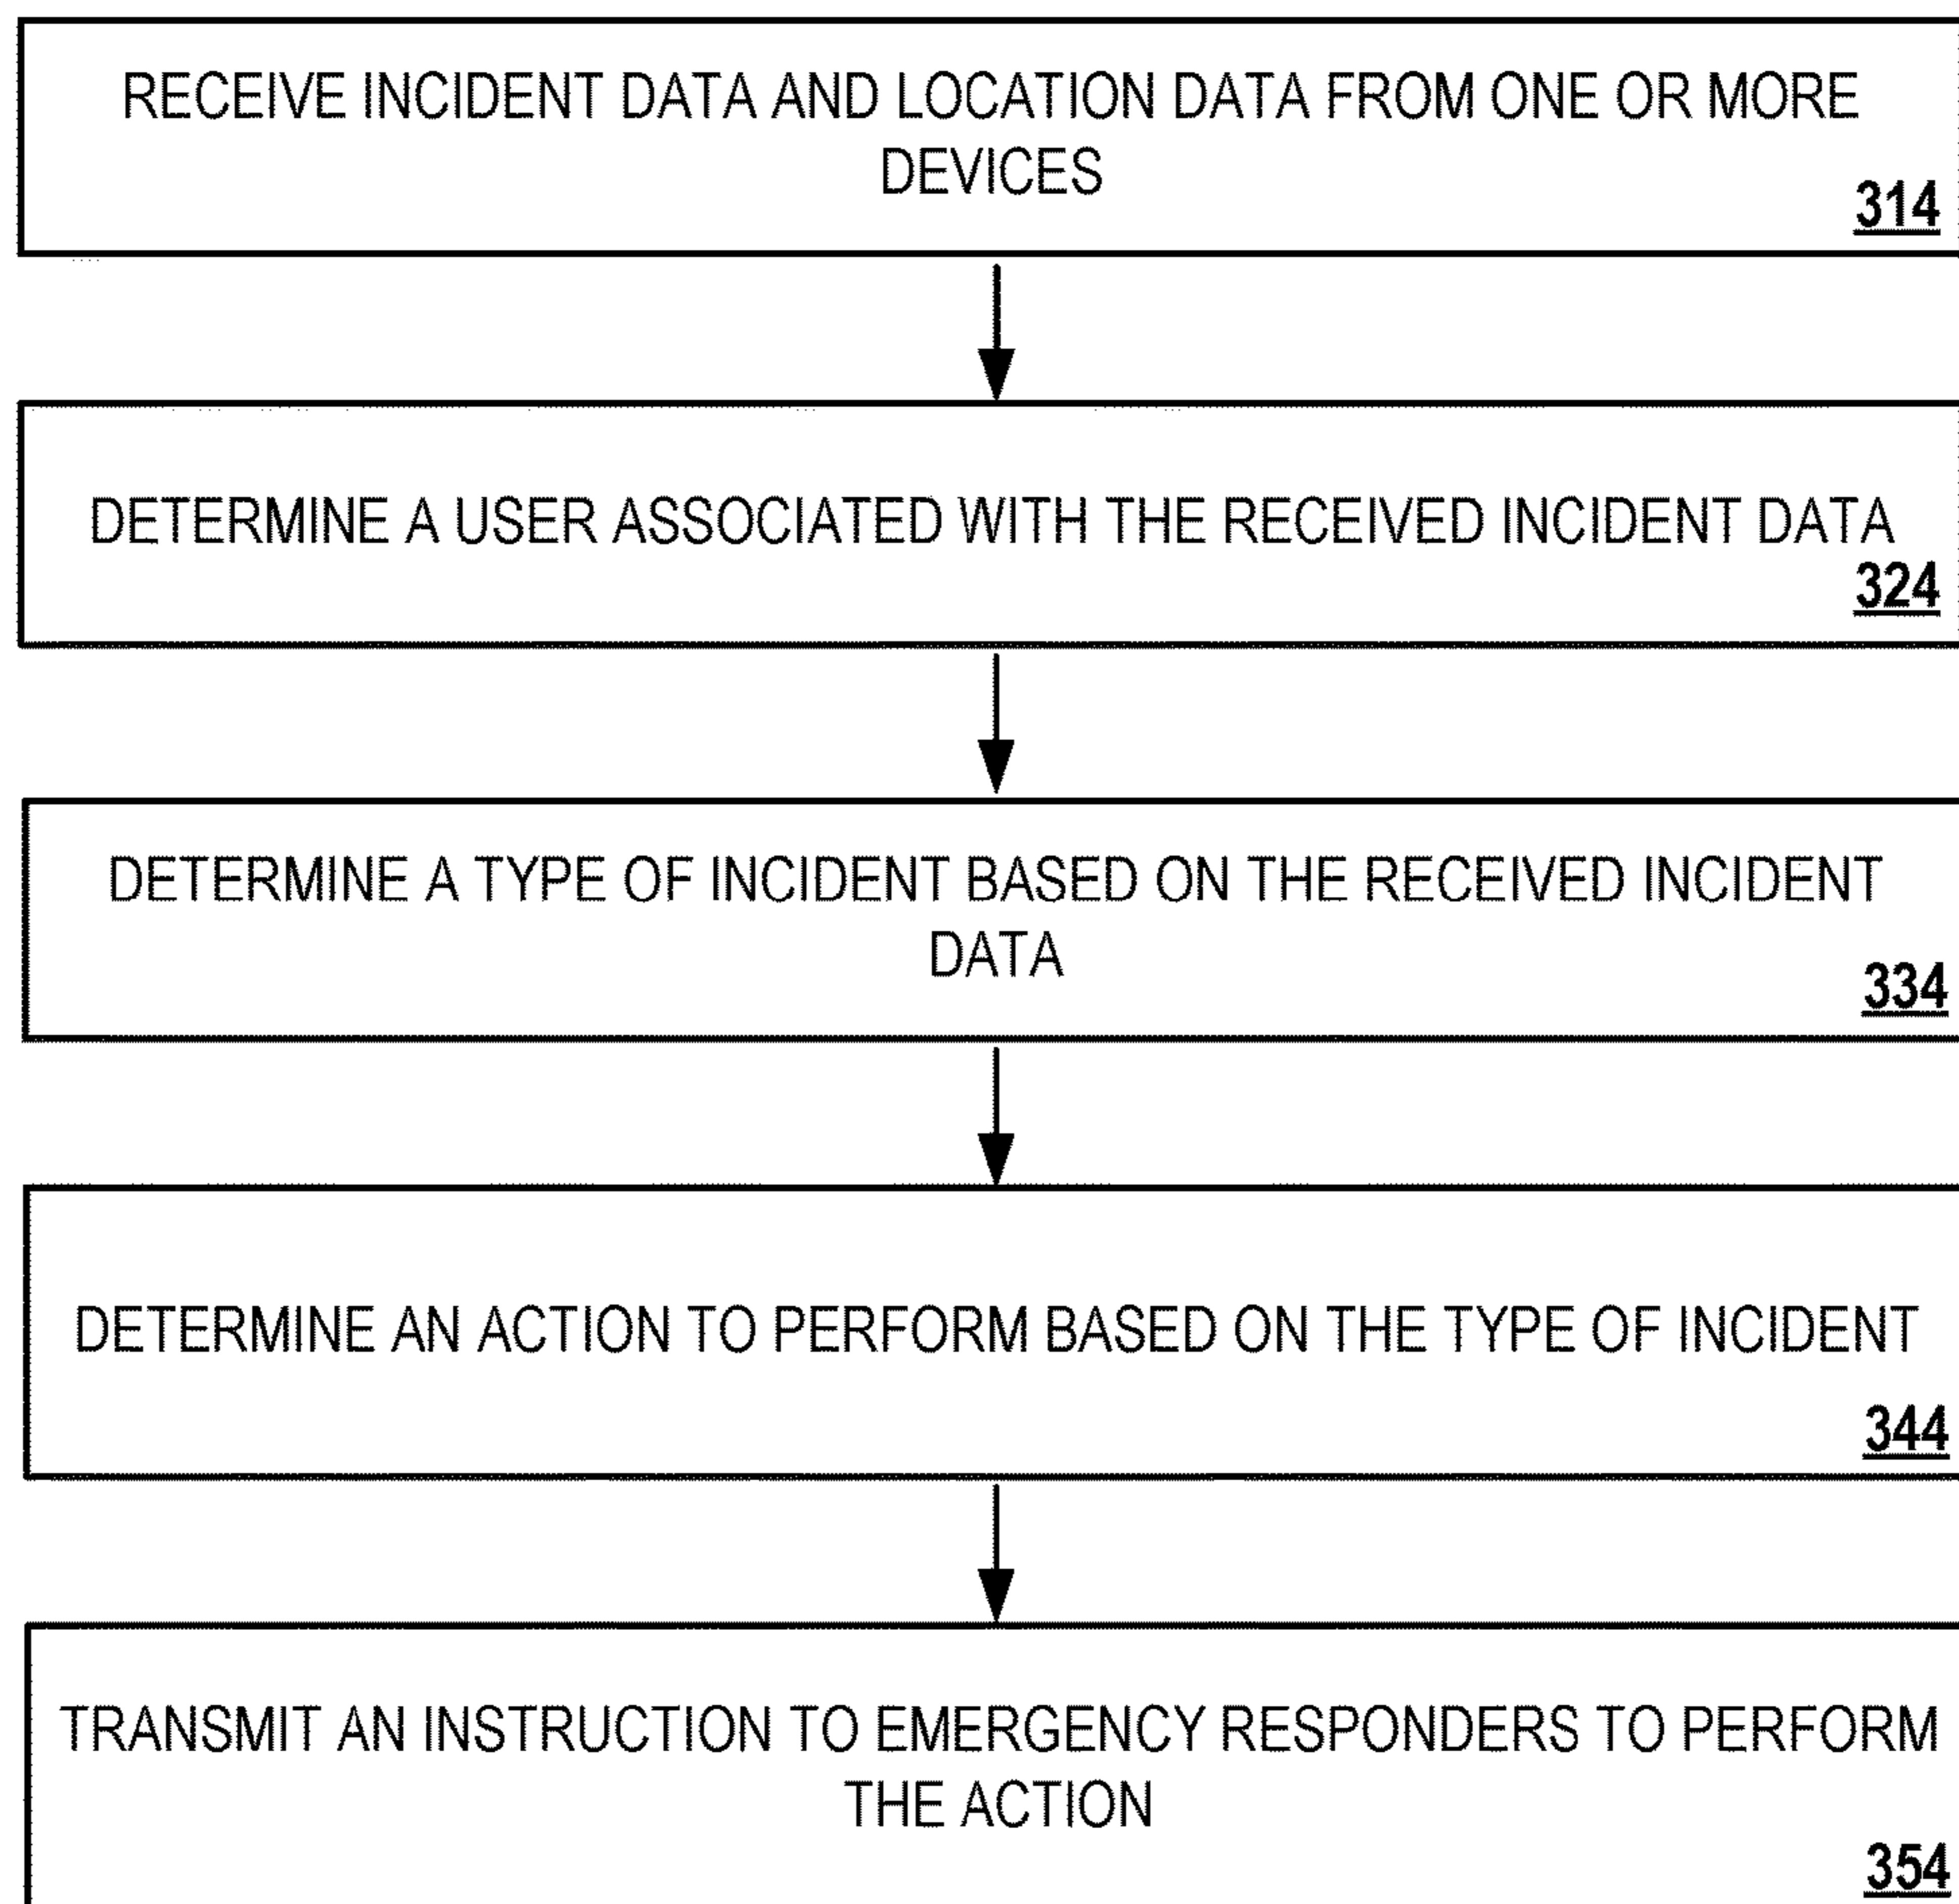 RECEIVE INCIDENT DATA AND LOCATION DATA FROM ONE OR MORE
DEVICES
314
DETERMINE A USER ASSOCIATED WITH THE RECEIVED INCIDENT DATA
324
DETERMINE A TYPE OF INCIDENT BASED ON THE RECEIVED INCIDENT
DATA
334
DETERMINE AN ACTION TO PERFORM BASED ON THE TYPE OF INCIDENT
344
TRANSMIT AN INSTRUCTION TO EMERGENCY RESPONDERS TO PERFORM
THE ACTION
354